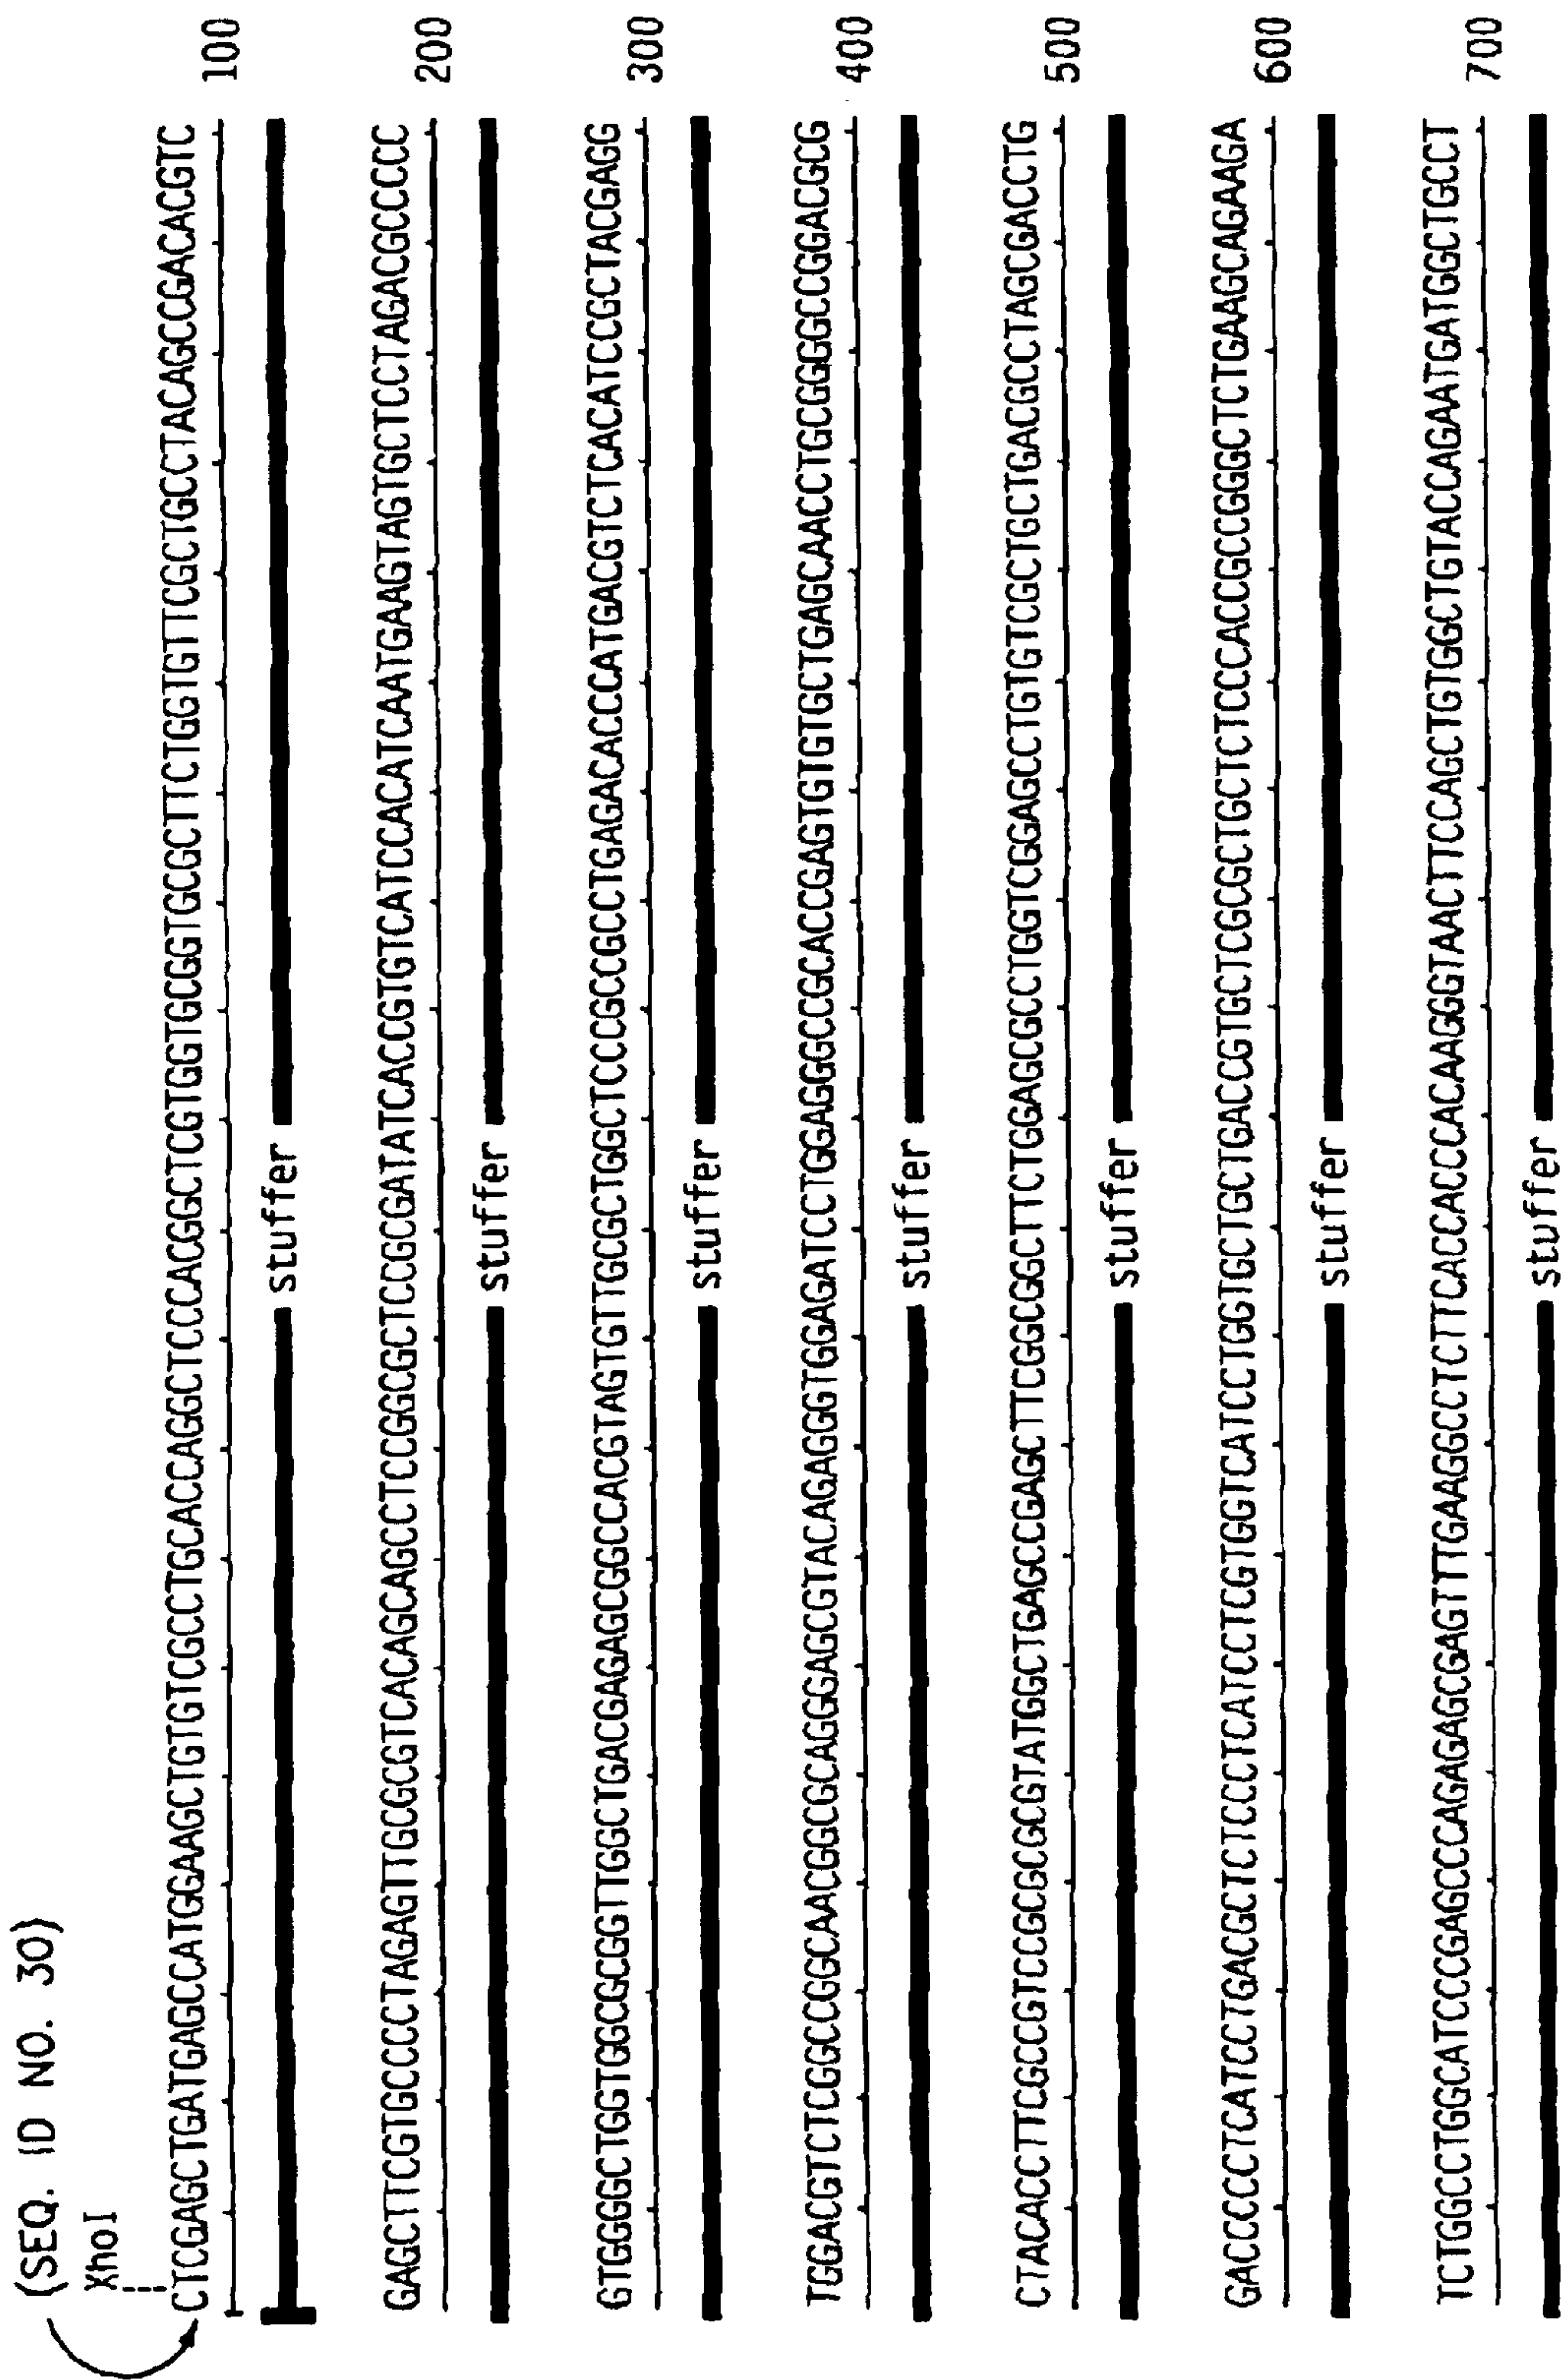 (SEQ. ID NO. 30)
XhoI
CTCGAGCTGATGAGCCATGGAAGCTGTGTCGCCTGCACCAGGCTCCCACGGCTCGTGGTGCGGTGCGCTTCTGGTGTTCGCTGCCTACAGCCGACACGTC 100
stuffer
GAGCTTCGTGCCCCTAGAGTTGCGCGTCACAGCAGCCTCCGGCGCTCCGCGATATCACCGTGTCATCCACATCAATGAAGTAGTGCTCCTAGACGCCCCC 200
stuffer
GTGGGGCTGGTGGCGCGGTTGGCTGACGAGAGCGGCCACGTAGTGTTGCGCTGGCTCCCGCCGCCTGAGACACCCATGACGTCTCACATCCGCTACGAGG 300
stuffer
TGGACGTCTCGGCCGGCAACGGCGCAGGGAGCGTACAGAGGGTGGAGATCCTGGAGGGCCGCACCGAGTGTGTGCTGAGCAACCTGCGGGGCCGGACGCG 400
stuffer
CTACACCTTCGCCGTCCGCGCGCGTATGGCTGAGCCGAGCTTCGGCGGCTTCTGGAGCGCCTGGTCGGAGCCTGTGTCGCTGCTGACGCCTAGCGACCTG 500
stuffer
GACCCCCTCATCCTGACGCTCTCCCTCATCCTCGTGGTCATCCTGGTGCTGCTGACCGTGCTCGCGCTGCTCTCCCACCGCCGGGCTCTGAAGCAGAAGA 600
stuffer
TCTGGCCTGGCATCCCGAGCCCAGAGAGCGAGTTTGAAGGCCTCTTCACCACCCACAAGGGTAACTTCCAGCTGTGGCTGTACCAGAATGATGGCTGCCT 700
stuffer